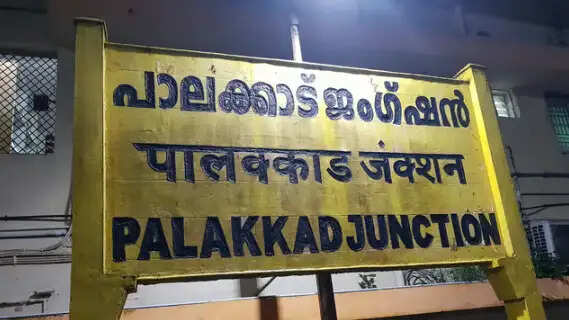 പാലക്കാട് ജംഗ്ഷൻ
पालक्काड जंक्शन
PALAKKAD JUNCTION